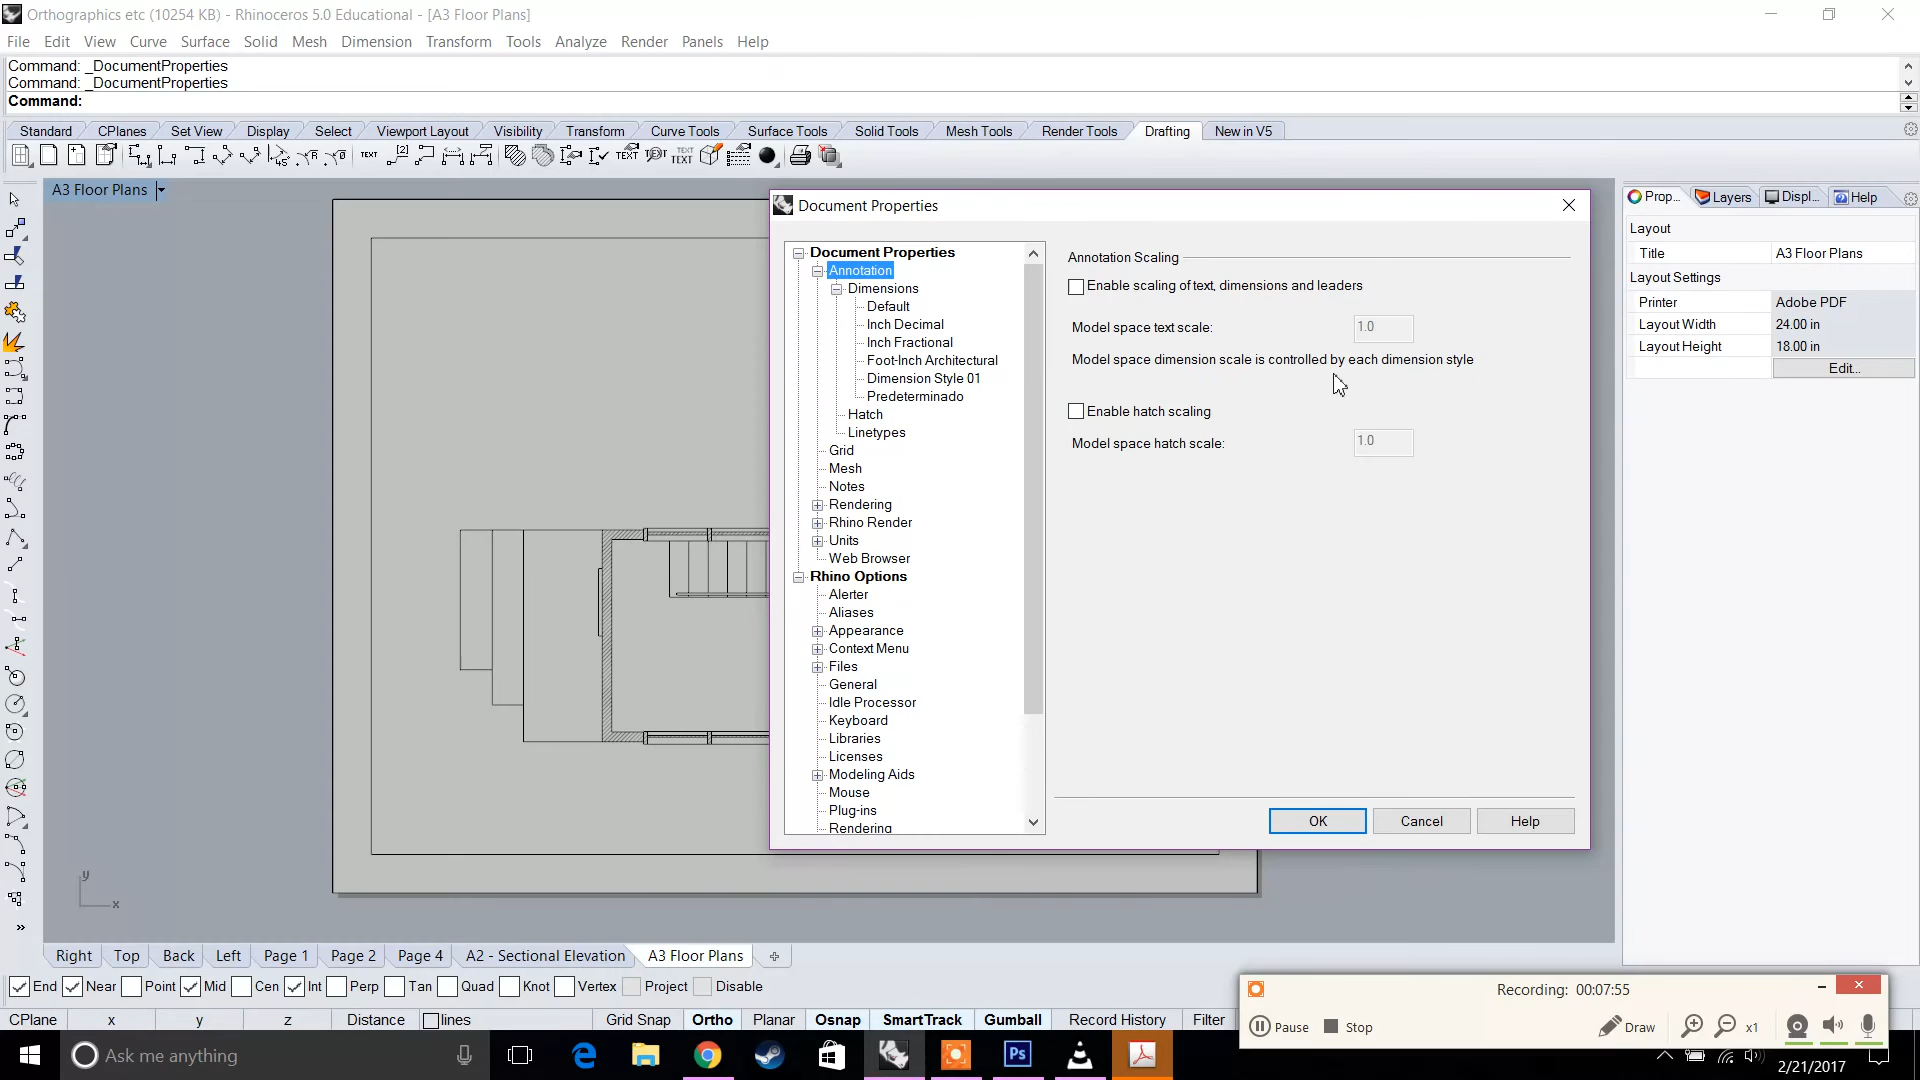 Orthographics etc (10254 KB) - Rhinoceros 5.0 Educational - [A3 Floor Plans]
File Edit View Curve Surface Solid Mesh Dimension Transform Tools Analyze Render Panels Help
Command: _DocumentProperties
Command: _DocumentProperties
Command:
Standard CPlanes Set View Display Select Viewport Layout Visibility Transform Curve Tools Surface Tools Solid Tools Mesh Tools Render Tools Drafting New in V5
TEXT TEXT TEXT TEXT
A3 Floor Plans
Document Properties
Document Properties
Annotation
Dimensions
Default
Inch Decimal
Inch Fractional
Foot-Inch Architectural
Dimension Style 01
Predeterminado
Hatch
Linetypes
Grid
Mesh
Notes
Rendering
Rhino Render
Units
Web Browser
Rhino Options
Alerter
Aliases
Appearance
Context Menu
Files
General
Idle Processor
Keyboard
Libraries
Licenses
Modeling Aids
Mouse
Plug-ins
Rendering
Annotation Scaling
Enable scaling of text, dimensions and leaders
Model space text scale: 1.0
Model space dimension scale is controlled by each dimension style
Enable hatch scaling
Model space hatch scale: 1.0
OK Cancel Help
Prop... Layers Displ... Help
Layout
Title A3 Floor Plans
Layout Settings
Printer Adobe PDF
Layout Width 24.00 in
Layout Height 18.00 in
Edit...
y
x
Right Top Back Left Page 1 Page 2 Page 4 A2 - Sectional Elevation A3 Floor Plans
End Near Point Mid Cen Int Perp Tan Quad Knot Vertex Project Disable
CPlane x y z Distance lines Grid Snap Ortho Planar Osnap SmartTrack Gumball Record History Filter
Recording: 00:07:55
Pause Stop Draw x1
Ask me anything
Ps
2/21/2017